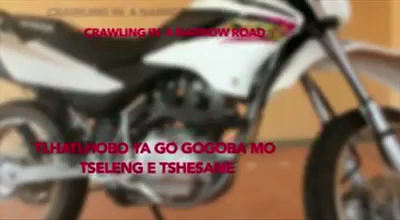 CRAWLING IN A NARROW ROAD
TLHATLHOBO YA GO GOGOBA MO
TSELENG E TSHESANE